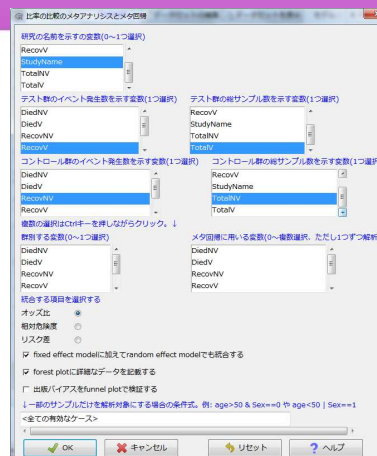 比率の比較のメタアナリシスとメタ回帰
研究の名前を示すの変数(0～1つ選択)
RecovV
StudyName
TotalNV
TotalV
テスト群のイベント発生数を示す変数(1つ選択) テスト群の総サンプル数を示す変数(1つ選択)
DiedNV RecovV
DiedV StudyName
RecovNV TotalNV
RecovV TotalV
コントロール群のイベント発生数を示す変数(1つ選択) コントロール群の総サンプル数を示す変数(1つ選択
DiedNV RecovV
DiedV StudyName
RecovNV TotalNV
RecovV TotalV
複数の選択はCtrlキーを押しながらクリック。↓
群別する変数(0～1つ選択) メタ回帰に用いる変数(0～複数選択、ただし1つずつ解析
DiedNV DiedNV
DiedV DiedV
RecovNV RecovNV
RecovV RecovV
統合する項目を選択する
オッズ比
相対危険度
リスク差
fixed effect modelに加えてrandom effect modelでも統合する
forest plotに詳細なデータを記載する
出版バイアスをfunnel plotで検証する
↓一部のサンプルだけを解析対象にする場合の条件式。例: age>50 & Sex==0 や age<50 | Sex==1
<全ての有効なケース>
OK キャンセル リセット ヘルプ